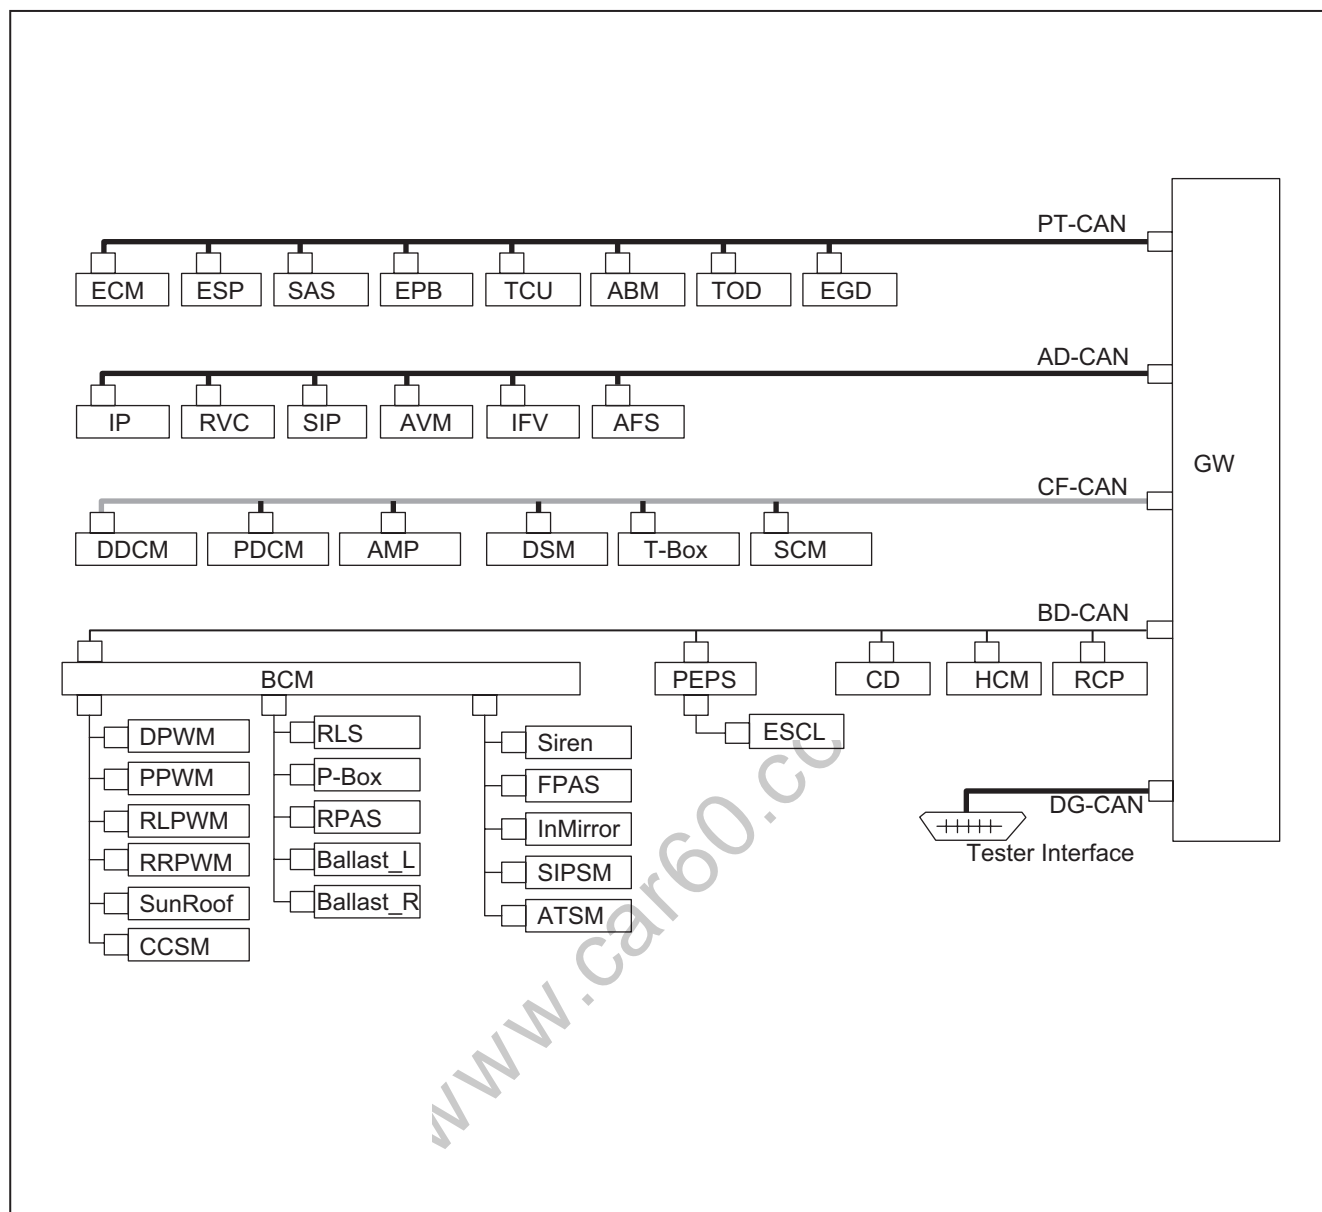 PT-CAN
ECM ESP SAS EPB TCU ABM TOD EGD
AD-CAN
IP RVC SIP AVM IFV AFS
GW
CF-CAN
DDCM PDCM AMP DSM T-Box SCM
BD-CAN
BCM PEPS CD HCM RCP
DPWM RLS Siren ESCL
PPWM P-Box FPAS
RLPWM RPAS InMirror
RRPWM Ballast_L SIPSM
SunRoof Ballast_R ATSM
CCSM
DG-CAN
Tester Interface
www.car60.cc